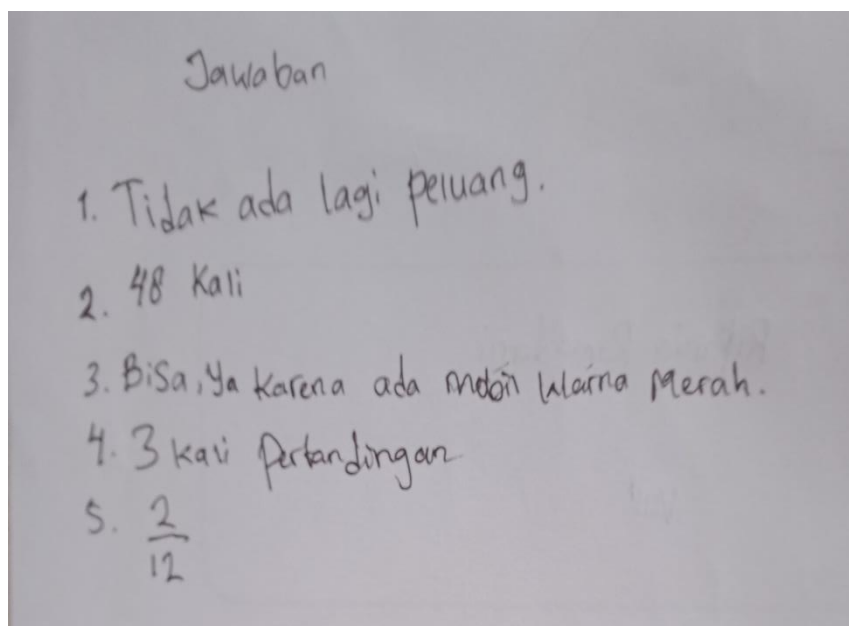 Jawaban
1. Tidak ada lagi peluang.
2. 48 Kali
3. Bisa, Ya Karena ada mobil Warna Merah.
4. 3 Kali Pertandingan
5. 2/12